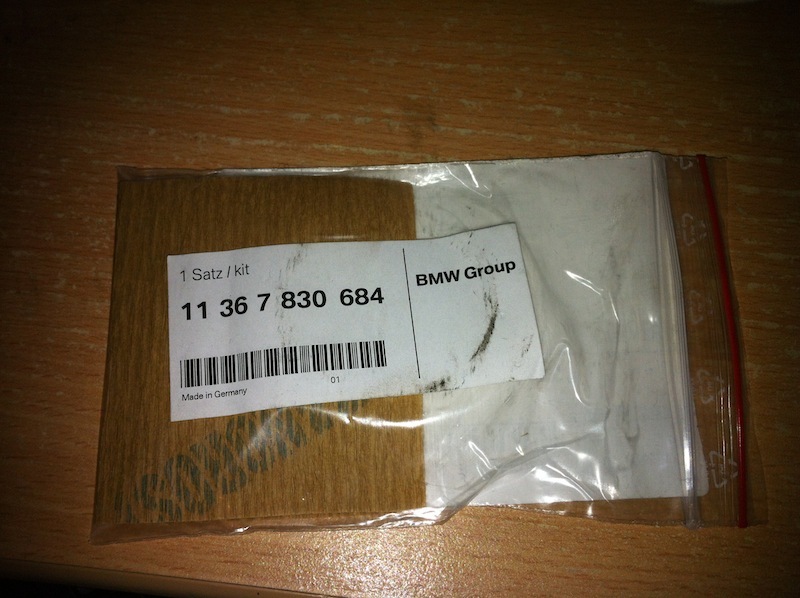 1 Satz / kit
11 36 7 830 684
01
Made in Germany
BMW Group